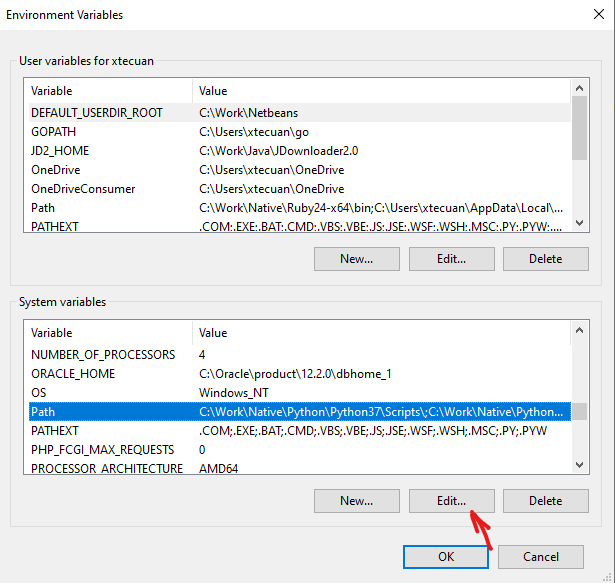 Environment Variables
User variables for xtecuan
Variable Value
DEFAULT_USERDIR_ROOT C:\Work\Netbeans
GOPATH C:\Users\xtecuan\go
JD2_HOME C:\Work\Java\JDownloader2.0
OneDrive C:\Users\xtecuan\OneDrive
OneDriveConsumer C:\Users\xtecuan\OneDrive
Path C:\Work\Native\Ruby24-x64\bin;C:\Users\xtecuan\AppData\Local\...
PATHEXT .COM;.EXE;.BAT;.CMD;.VBS;.VBE;.JS;.JSE;.WSF;.WSH;.MSC;.PY;.PYW;....
New... Edit... Delete
System variables
Variable Value
NUMBER_OF_PROCESSORS 4
ORACLE_HOME C:\Oracle\product\12.2.0\dbhome_1
OS Windows_NT
Path C:\Work\Native\Python\Python37\Scripts\;C:\Work\Native\Python...
PATHEXT .COM;.EXE;.BAT;.CMD;.VBS;.VBE;.JS;.JSE;.WSF;.WSH;.MSC;.PY;.PYW
PHP_FCGI_MAX_REQUESTS 0
PROCESSOR_ARCHITECTURE AMD64
New... Edit... Delete
OK Cancel